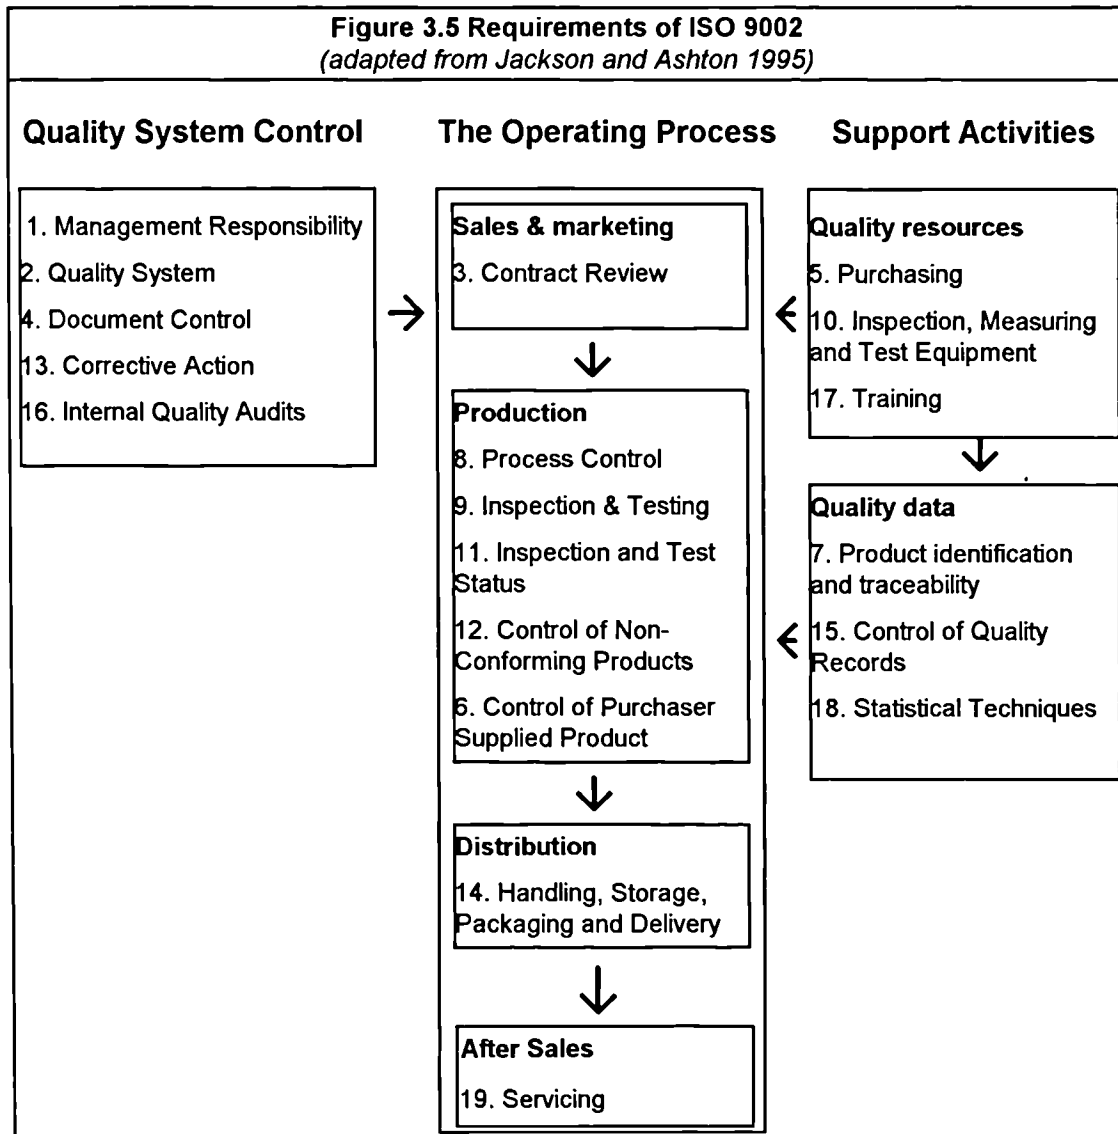 Figure 3.5 Requirements of ISO 9002
(adapted from Jackson and Ashton 1995)
Quality System Control
1. Management Responsibility
2. Quality System
4. Document Control
13. Corrective Action
16. Internal Quality Audits
The Operating Process
Sales & marketing
3. Contract Review
Production
8. Process Control
9. Inspection & Testing
11. Inspection and Test
Status
12. Control of Non-
Conforming Products
6. Control of Purchaser
Supplied Product
Distribution
14. Handling, Storage,
Packaging and Delivery
After Sales
19. Servicing
Support Activities
Quality resources
5. Purchasing
10. Inspection, Measuring
and Test Equipment
17. Training
Quality data
7. Product identification
and traceability
15. Control of Quality
Records
18. Statistical Techniques